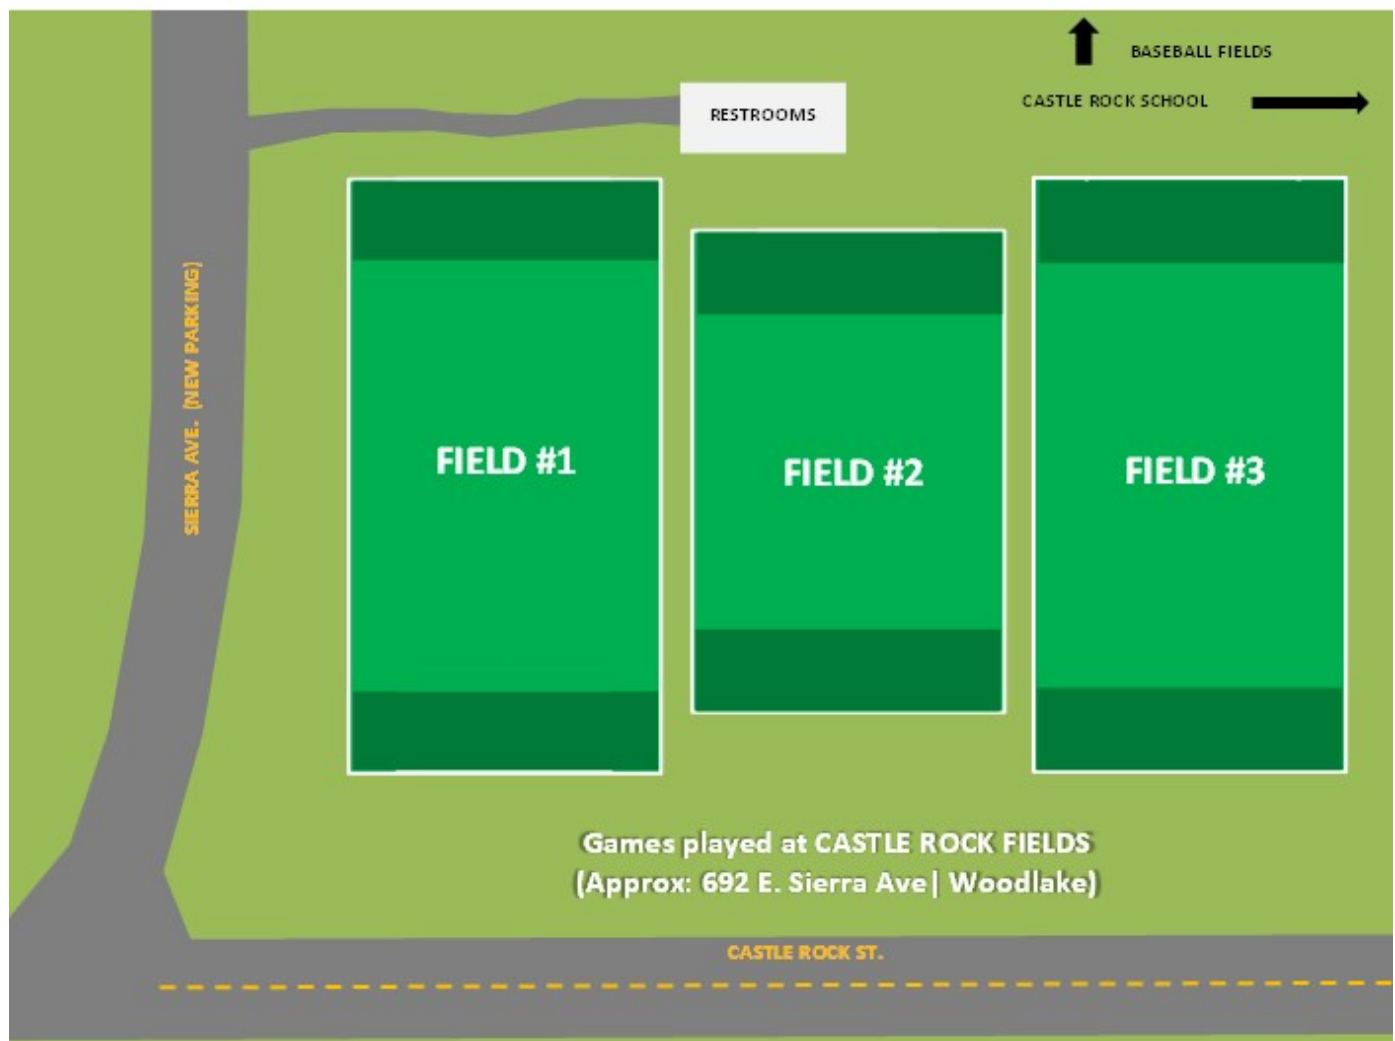 BASEBALL FIELDS
CASTLE ROCK SCHOOL
RESTROOMS
SIERRA AVE. (NEW PARKING)
FIELD #1
FIELD #2
FIELD #3
Games played at CASTLE ROCK FIELDS
(Approx: 692 E. Sierra Ave| Woodlake)
CASTLE ROCK ST.